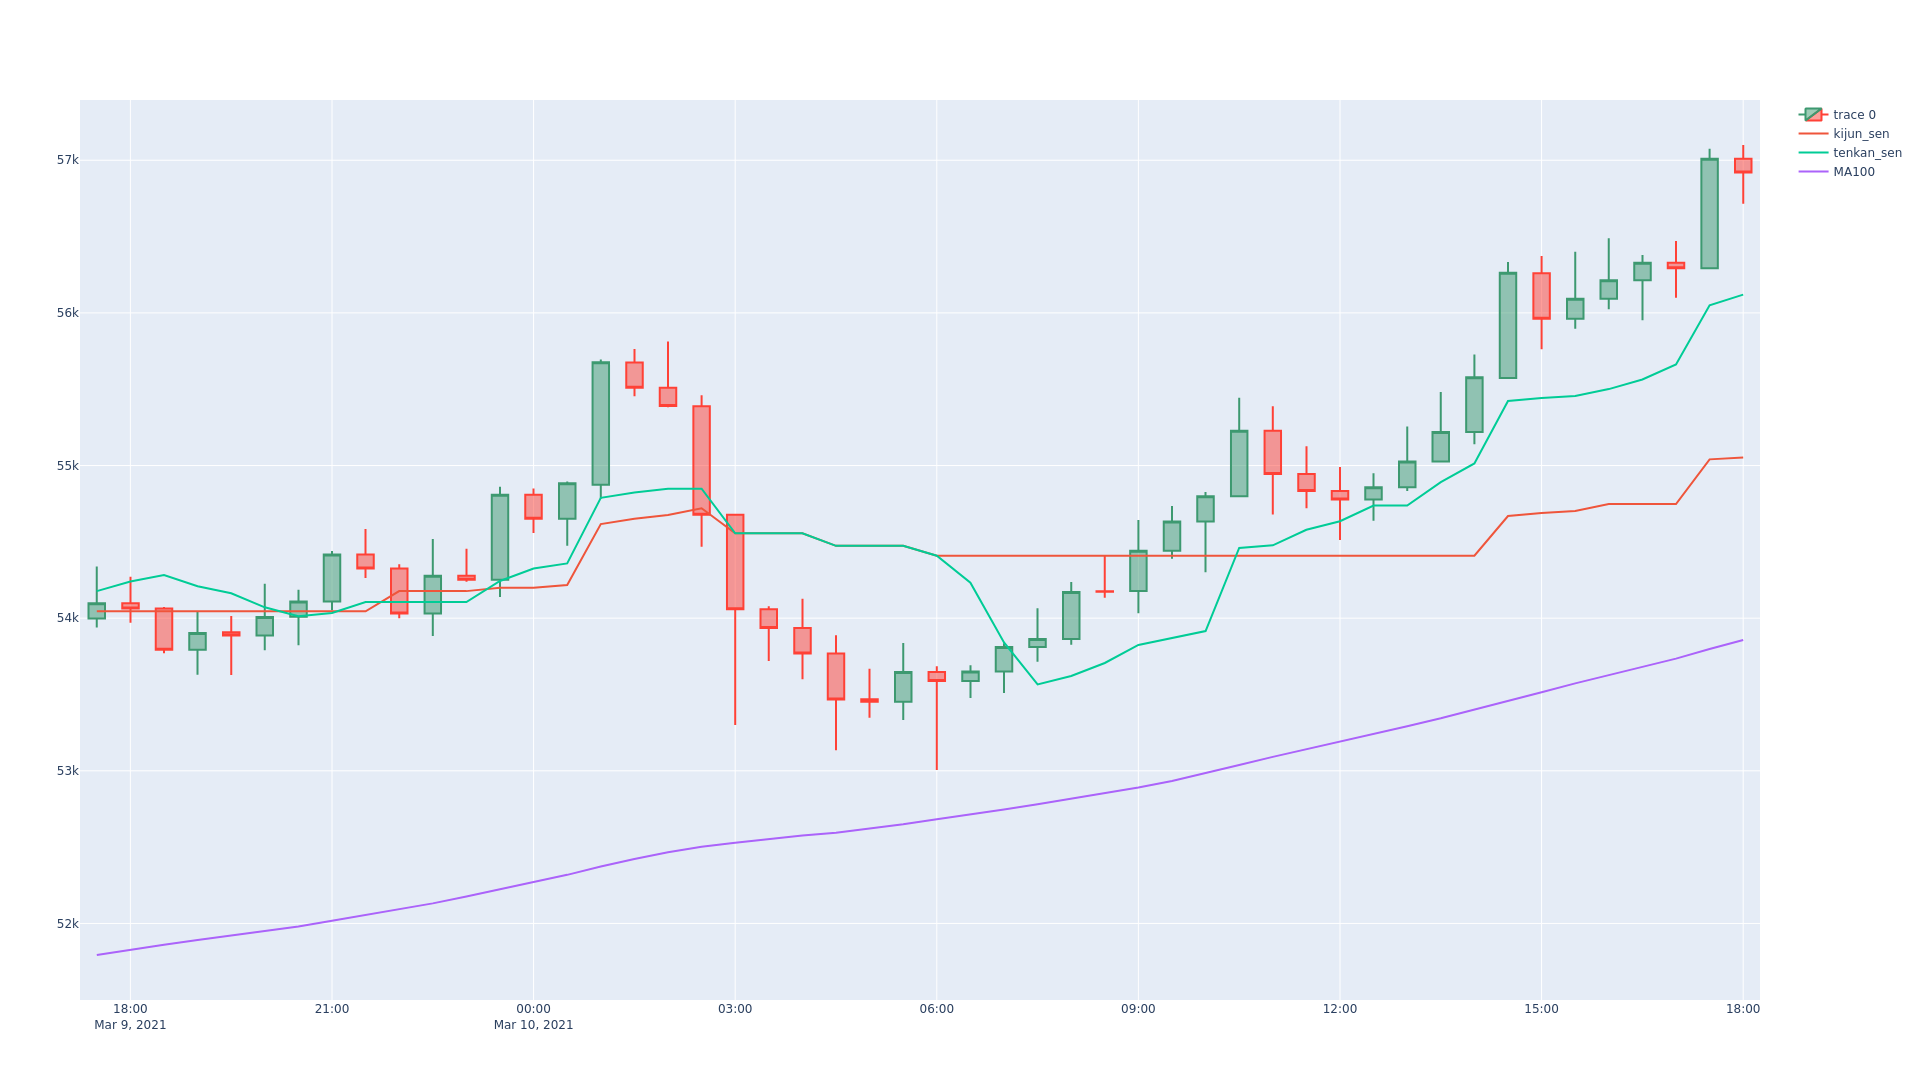 57k
56k
55k
54k
53k
52k
18:00
Mar 9, 2021
21:00
00:00
Mar 10, 2021
03:00
06:00
09:00
12:00
15:00
18:00
trace 0
kijun_sen
tenkan_sen
MA100